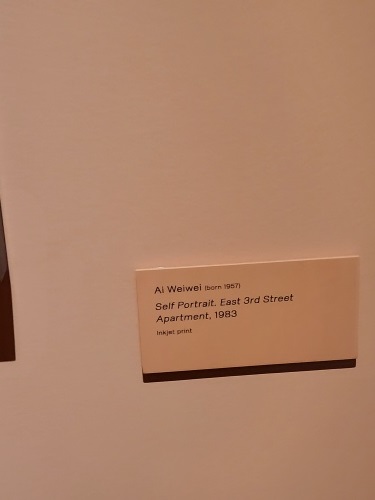 Ai Weiwei (born 1957)
Self Portrait. East 3rd Street
Apartment, 1983
Inkjet print